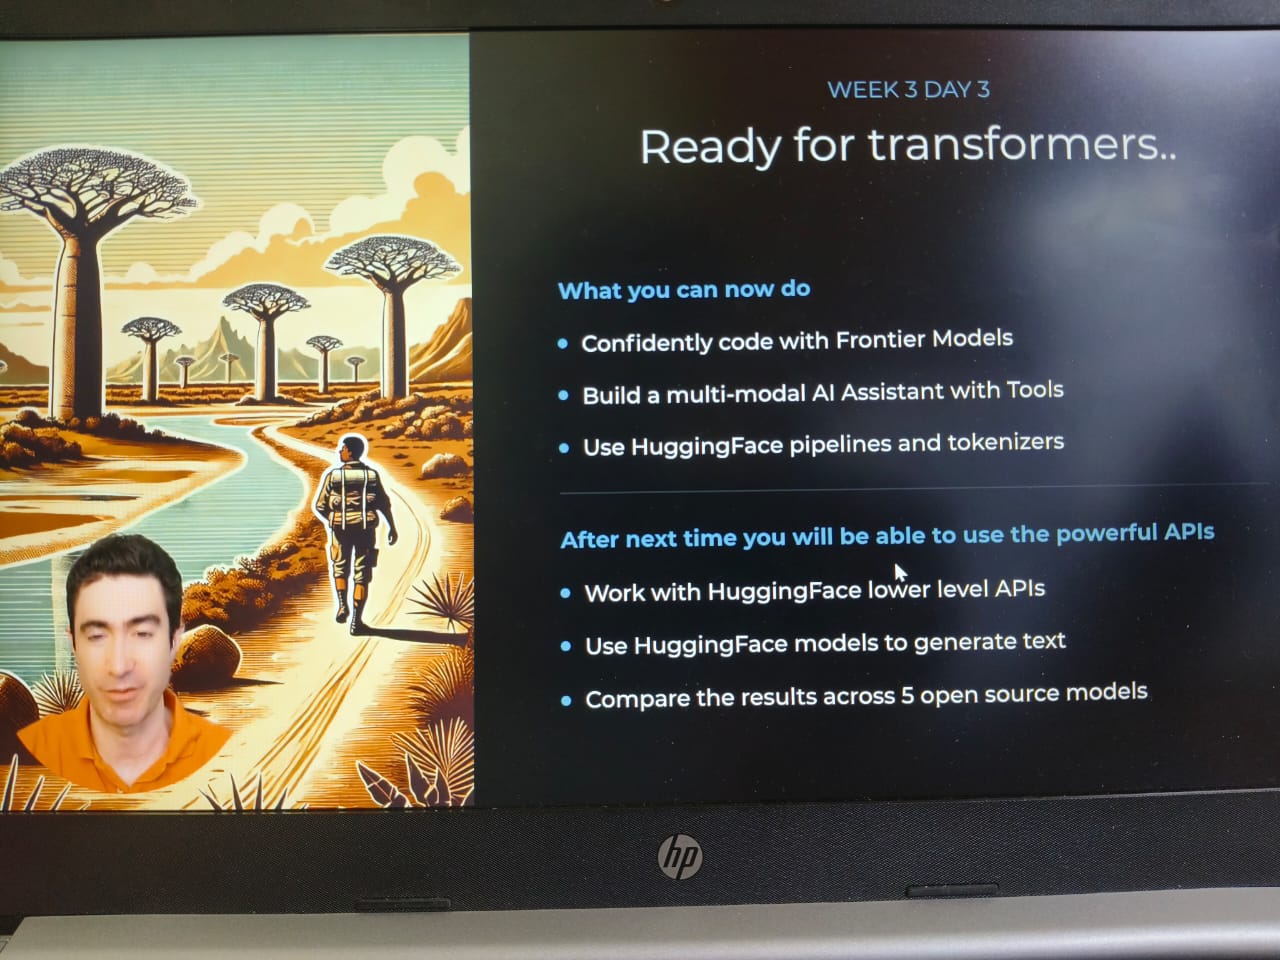 WEEK 3 DAY 3
Ready for transformers..
What you can now do
Confidently code with Frontier Models
Build a multi-modal AI Assistant with Tools
Use HuggingFace pipelines and tokenizers
After next time you will be able to use the powerful APIs
Work with HuggingFace lower level APIs
Use HuggingFace models to generate text
Compare the results across 5 open source models
hp